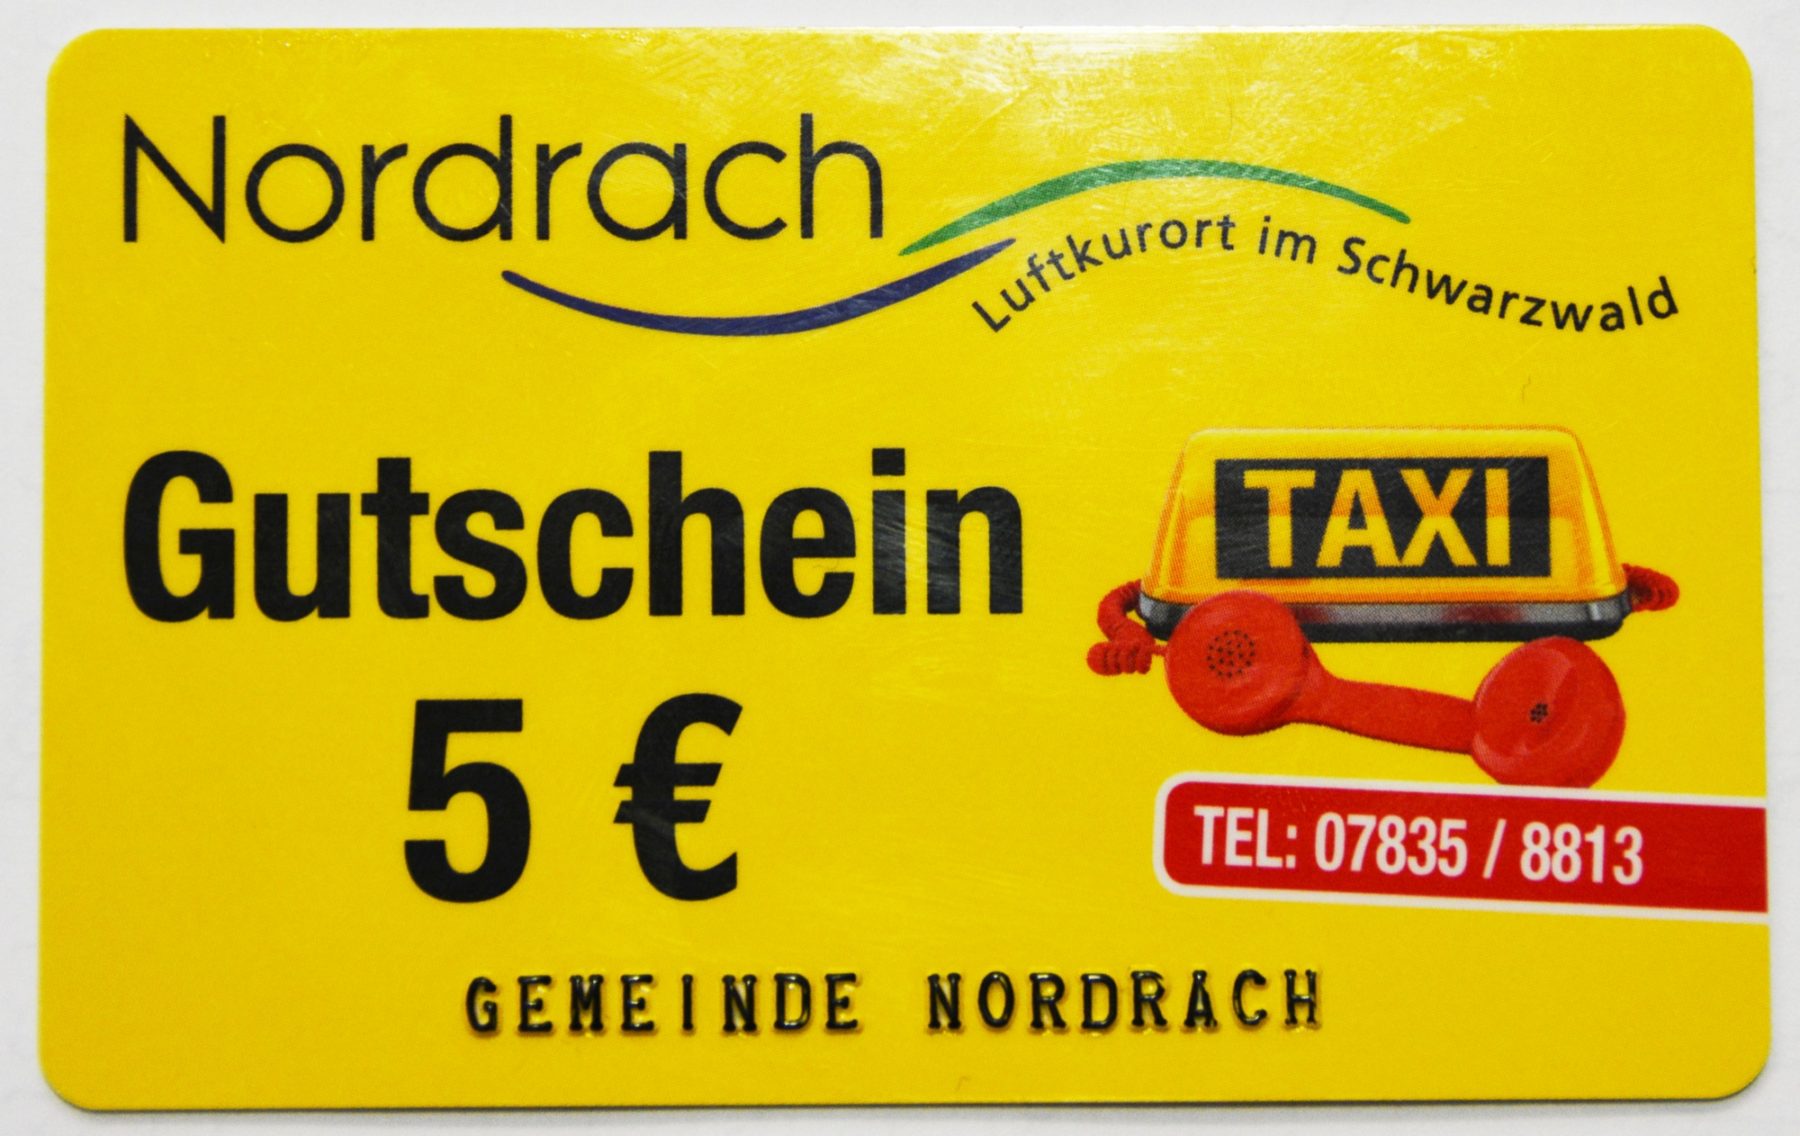 Nordrach
Luftkurort im Schwarzwald
Gutschein
5 €
TAXI
TEL: 07835 / 8813
GEMEINDE NORDRACH